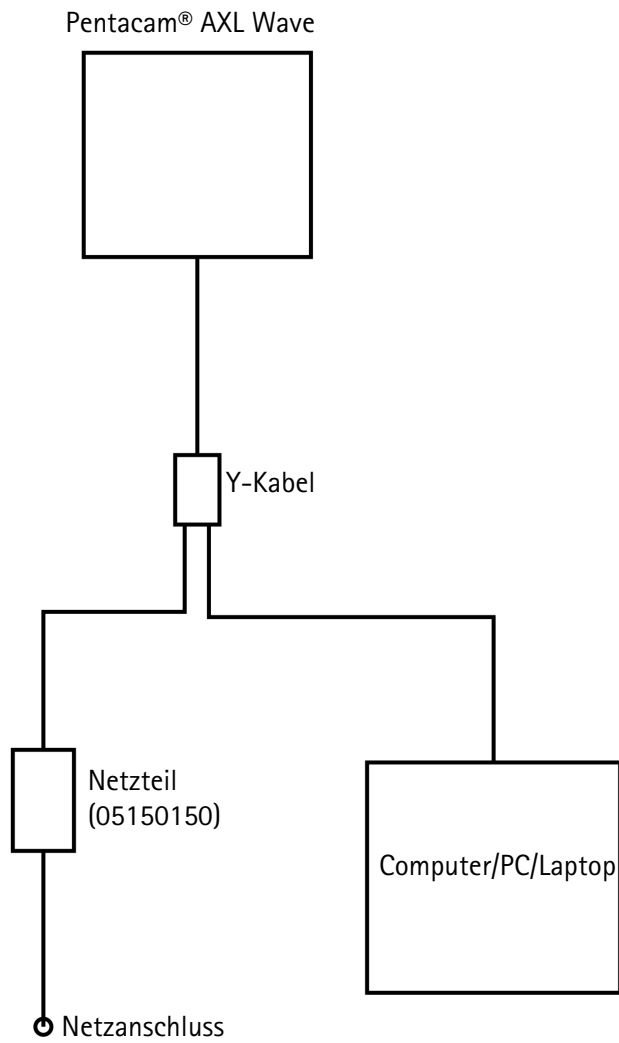 Pentacam® AXL Wave
Y-Kabel
Netzteil
(05150150)
Computer/PC/Laptop
Netzanschluss